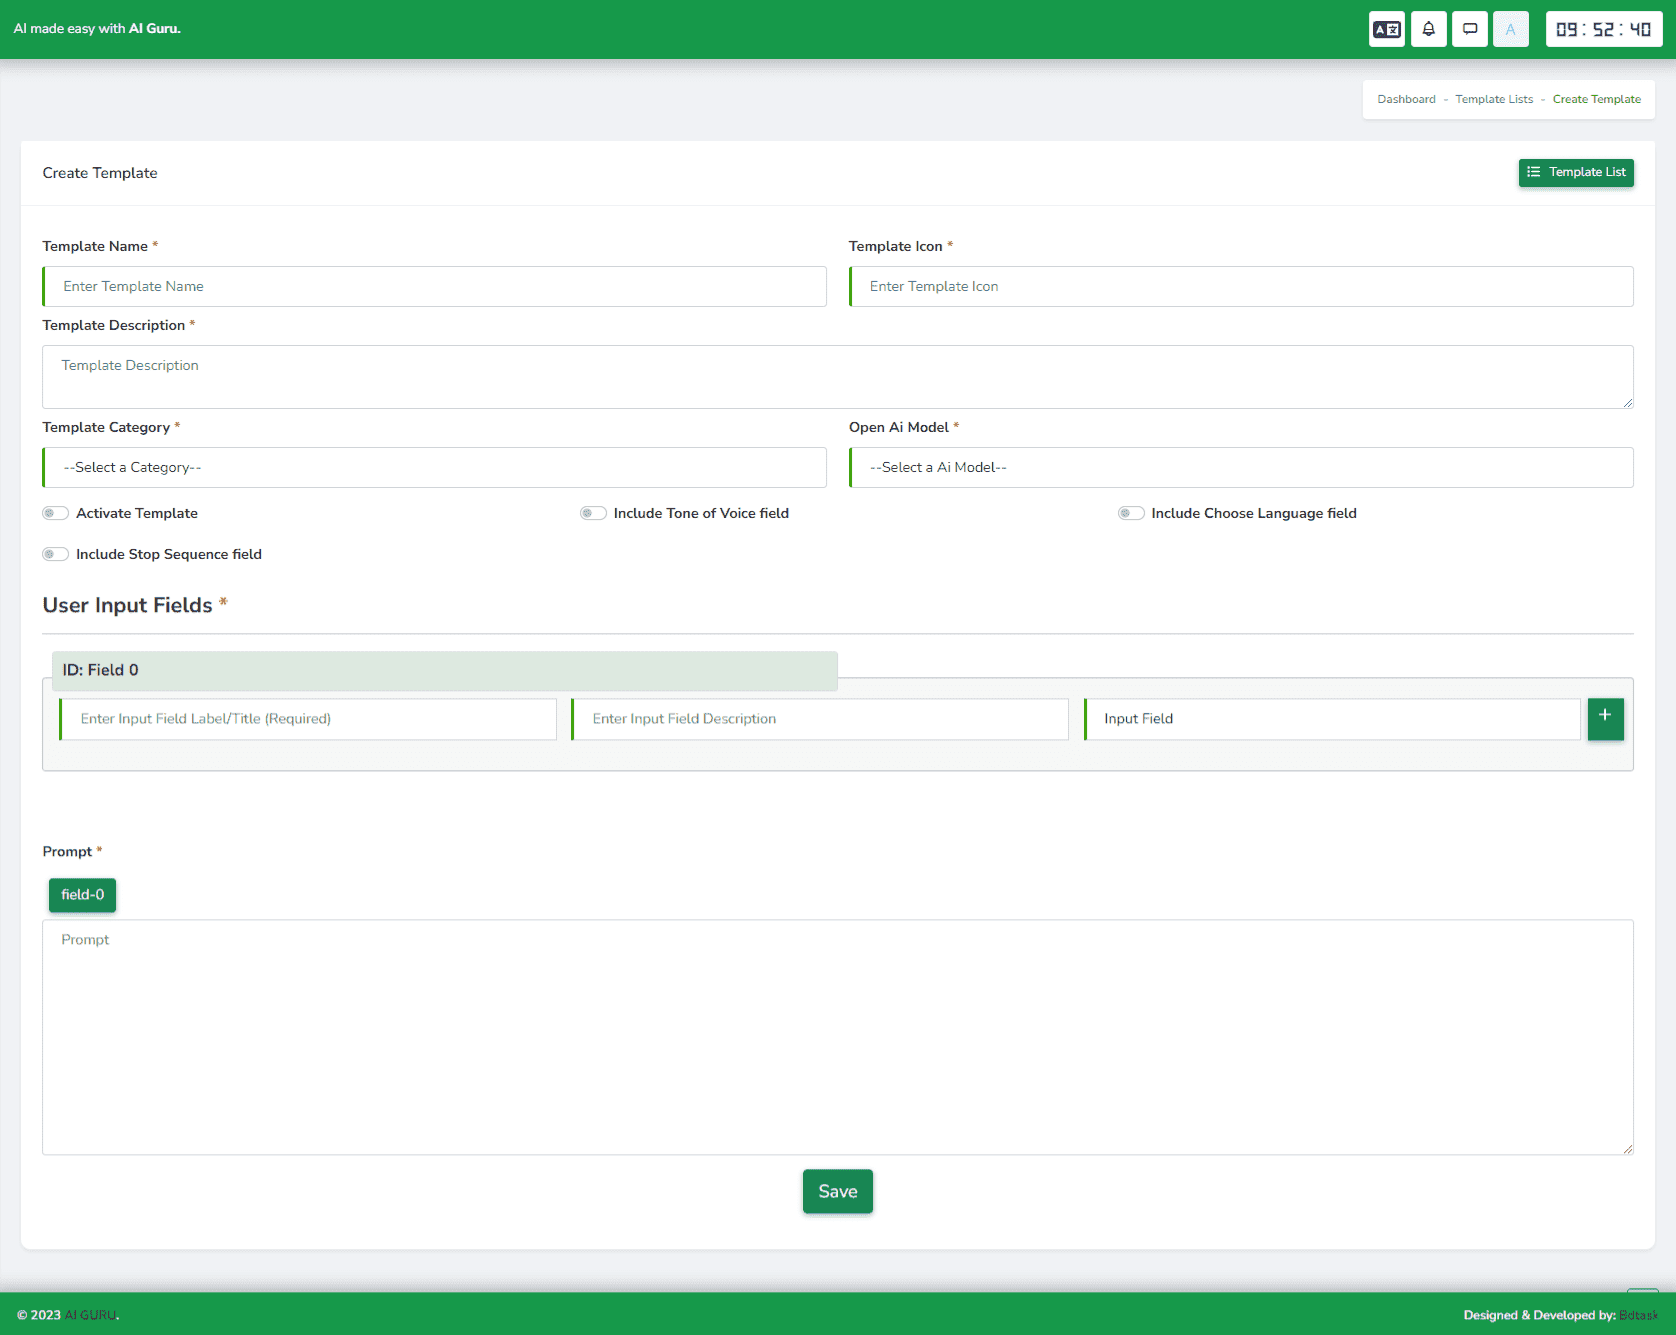 AI made easy with AI Guru.
09:52:40
Dashboard - Template Lists - Create Template
Create Template
Template List
Template Name *
Template Icon *
Enter Template Name
Enter Template Icon
Template Description *
Template Description
Template Category *
Open Ai Model *
--Select a Category--
--Select a Ai Model--
Activate Template
Include Tone of Voice field
Include Choose Language field
Include Stop Sequence field
User Input Fields *
ID: Field 0
Enter Input Field Label/Title (Required)
Enter Input Field Description
Input Field
+
Prompt *
field-0
Prompt
Save
© 2023 AI GURU.
Designed & Developed by: Bdtask